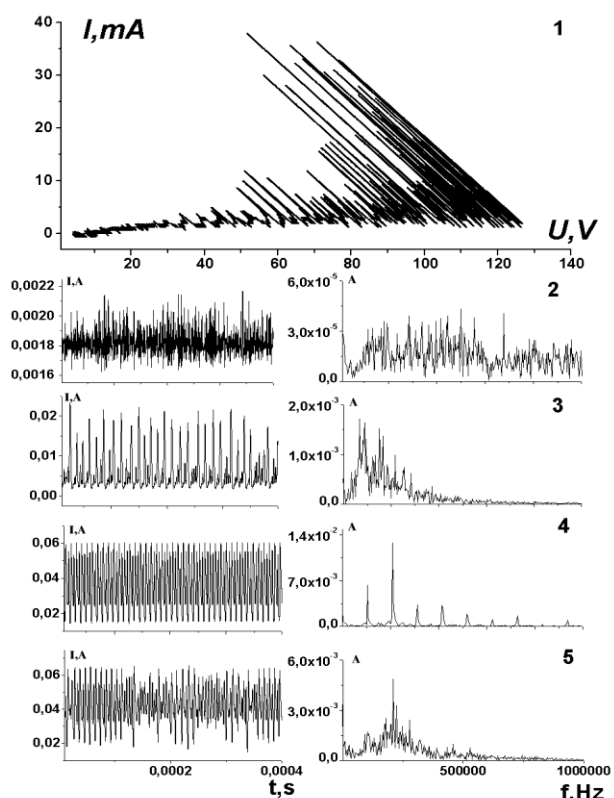 I,mA 1
40
30
20
10
0
20 40 60 80 100 120 140
U,V
I,A A 2
0,0022
0,0020
0,0018
0,0016
6,0x10⁻⁵
3,0x10⁻⁵
0,0
I,A A 3
0,02
0,01
0,00
2,0x10⁻³
1,0x10⁻³
0,0
I,A A 4
0,06
0,04
0,02
1,4x10⁻²
7,0x10⁻³
0,0
I,A A 5
0,06
0,04
0,02
6,0x10⁻³
3,0x10⁻³
0,0
0,0002 0,0004 500000 1000000
t,s f,Hz